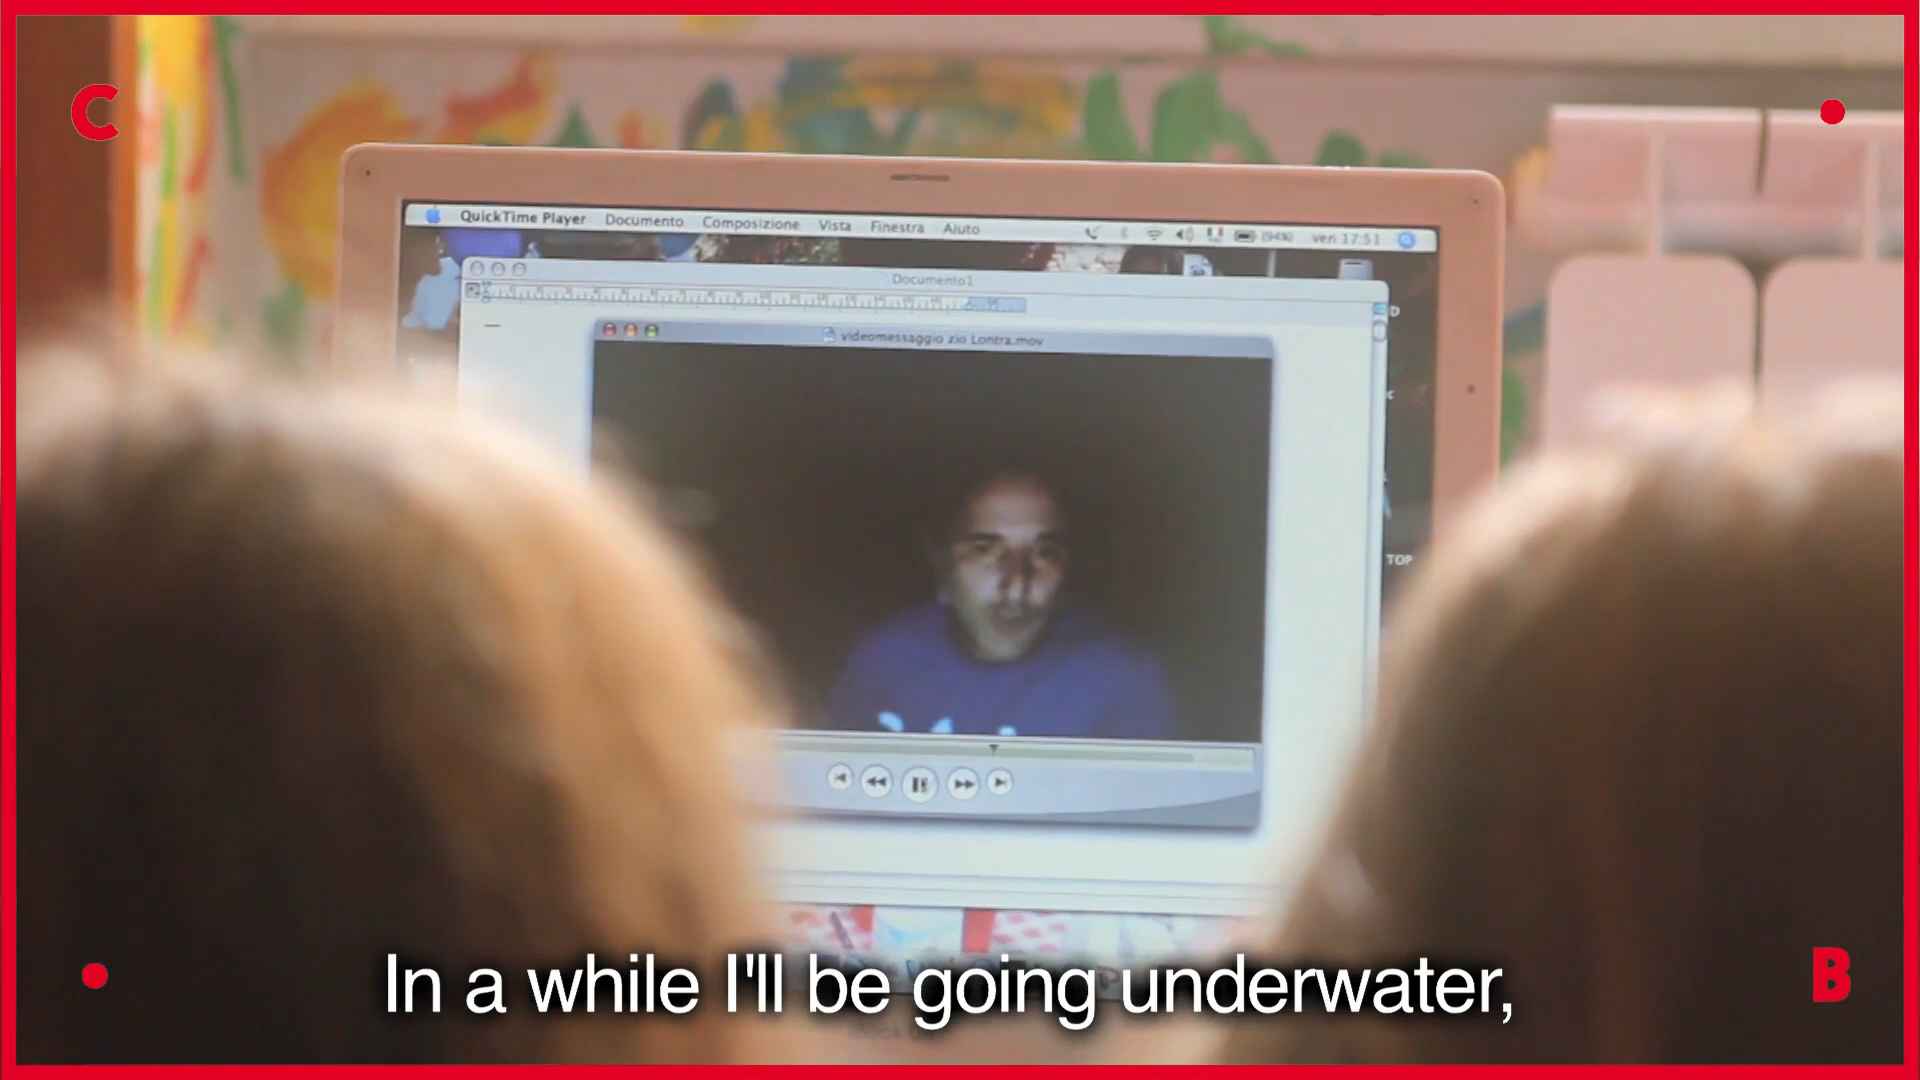 C
QuickTime Player Documento Composizione Vista Finestra Aiuto (94%) ven 17:51
Documento1
D
videomessaggio zio Lontra.mov
c
TOP
In a while I'll be going underwater,
B